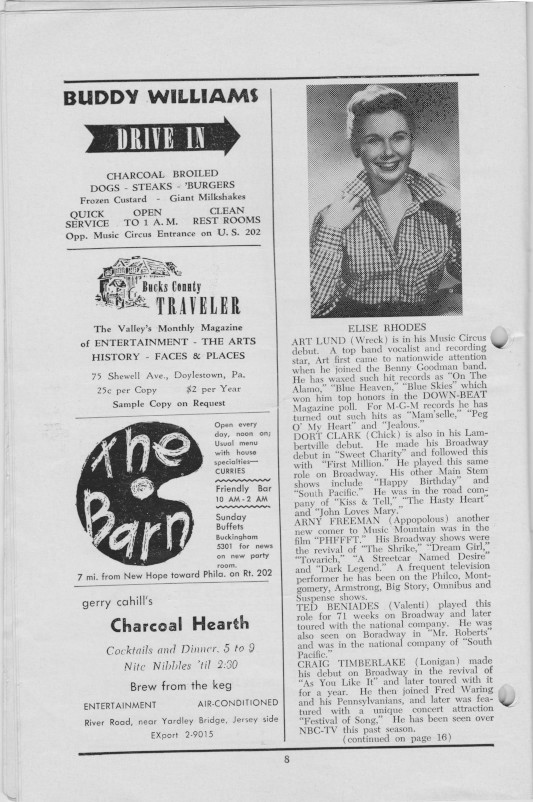 BUDDY WILLIAMS
DRIVE IN
CHARCOAL BROILED
DOGS - STEAKS - 'BURGERS
Frozen Custard - Giant Milkshakes
QUICK OPEN CLEAN
SERVICE TO 1 A. M. REST ROOMS
Opp. Music Circus Entrance on U. S. 202
Bucks County
TRAVELER
The Valley's Monthly Magazine
of ENTERTAINMENT - THE ARTS
HISTORY - FACES & PLACES
75 Shewell Ave., Doylestown, Pa.
25c per Copy $2 per Year
Sample Copy on Request
The
Barn
Open every
day, noon on;
Usual menu
with house
specialties—
CURRIES
Friendly Bar
10 AM - 2 AM
Sunday
Buffets
Buckingham
5301 for news
on new party
room.
7 mi. from New Hope toward Phila. on Rt. 202
gerry cahill's
Charcoal Hearth
Cocktails and Dinner, 5 to 9
Nite Nibbles 'til 2:00
Brew from the keg
ENTERTAINMENT AIR-CONDITIONED
River Road, near Yardley Bridge, Jersey side
EXport 2-9015
ELISE RHODES
ART LUND (Wreck) is in his Music Circus
debut. A top band vocalist and recording
star, Art first came to nationwide attention
when he joined the Benny Goodman band.
He has waxed such hit records as "On The
Alamo," "Blue Heaven," "Blue Skies" which
won him top honors in the DOWN-BEAT
Magazine poll. For M-G-M records he has
turned out such hits as "Mam'selle," "Peg
O' My Heart" and "Jealous."
DORT CLARK (Chick) is also in his Lam-
bertville debut. He made his Broadway
debut in "Sweet Charity" and followed this
with "First Million." He played this same
role on Broadway. His other Main Stem
shows include "Happy Birthday" and
"South Pacific." He was in the road com-
pany of "Kiss & Tell," "The Hasty Heart"
and "John Loves Mary."
ARNY FREEMAN (Appopolous) another
new comer to Music Mountain was in the
film "PHFFFT." His Broadway shows were
the revival of "The Shrike," "Dream Girl,"
"Tovarich," "A Streetcar Named Desire"
and "Dark Legend." A frequent television
performer he has been on the Philco, Mont-
gomery, Armstrong, Big Story, Omnibus and
Suspense shows.
TED BENIADES (Valenti) played this
role for 71 weeks on Broadway and later
toured with the national company. He was
also seen on Boradway in "Mr. Roberts"
and was in the national company of "South
Pacific."
CRAIG TIMBERLAKE (Lonigan) made
his debut on Broadway in the revival of
"As You Like It" and later toured with it
for a year. He then joined Fred Waring
and his Pennsylvanians, and later was fea-
tured with a unique concert attraction
"Festival of Song," He has been seen over
NBC-TV this past season.
(continued on page 16)
8